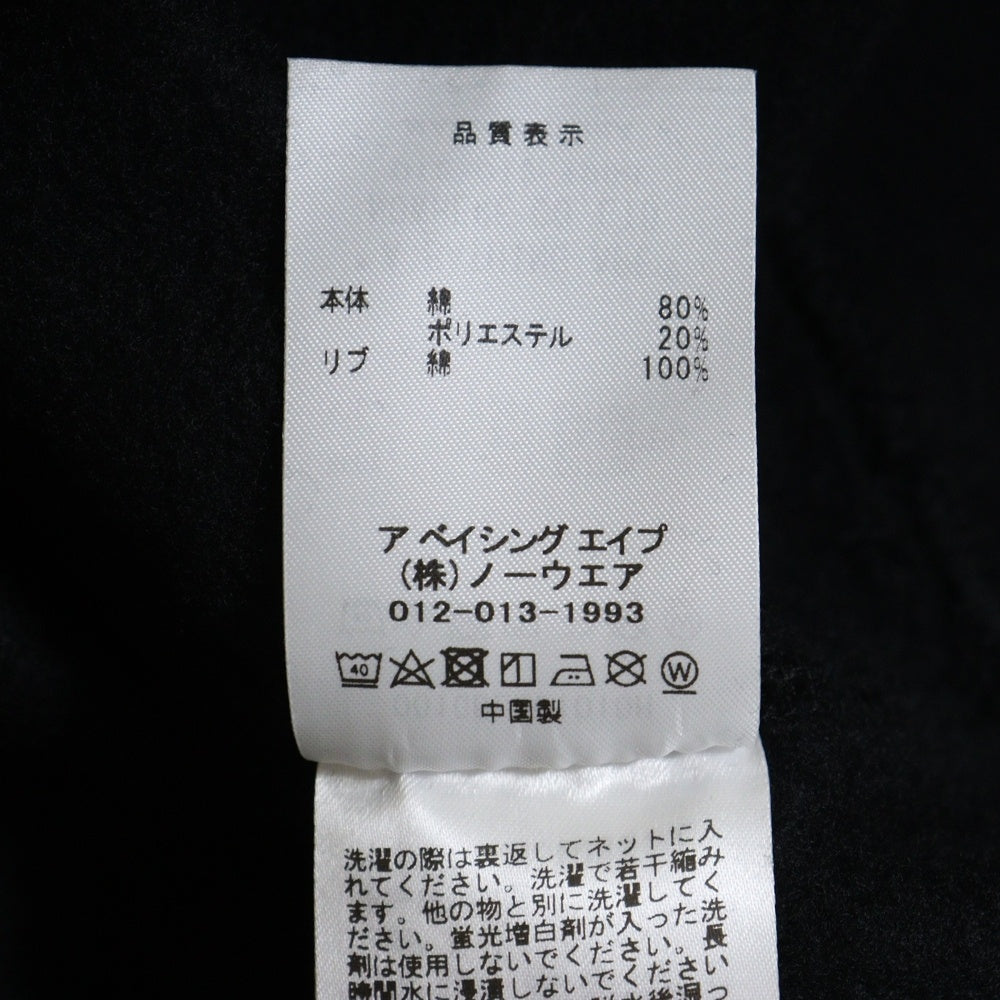 品質表示
本体 綿 80%
ポリエステル 20%
リブ 綿 100%
ア ベイシング エイプ
(株)ノーウエア
012-013-1993
40
W
中国製
洗濯の際は裏返してネットに入
れてください。洗濯で若干縮み
ます。他の物と別に洗濯してく
ださい。蛍光増白剤が入った洗
剤は使用しないでください。長
時間水に浸漬しないでください